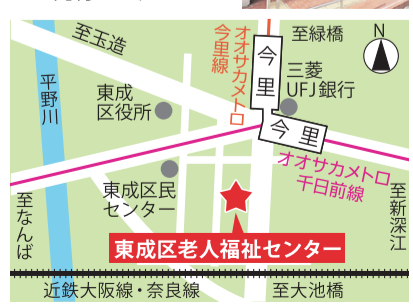 至玉造
オオサカメトロ
今里線
今里
至緑橋
N
三菱
UFJ銀行
平野川
東成
区役所
今里
オオサカメトロ
千日前線
東成区民
センター
至なんば
至新深江
東成区老人福祉センター
近鉄大阪線・奈良線
至大池橋